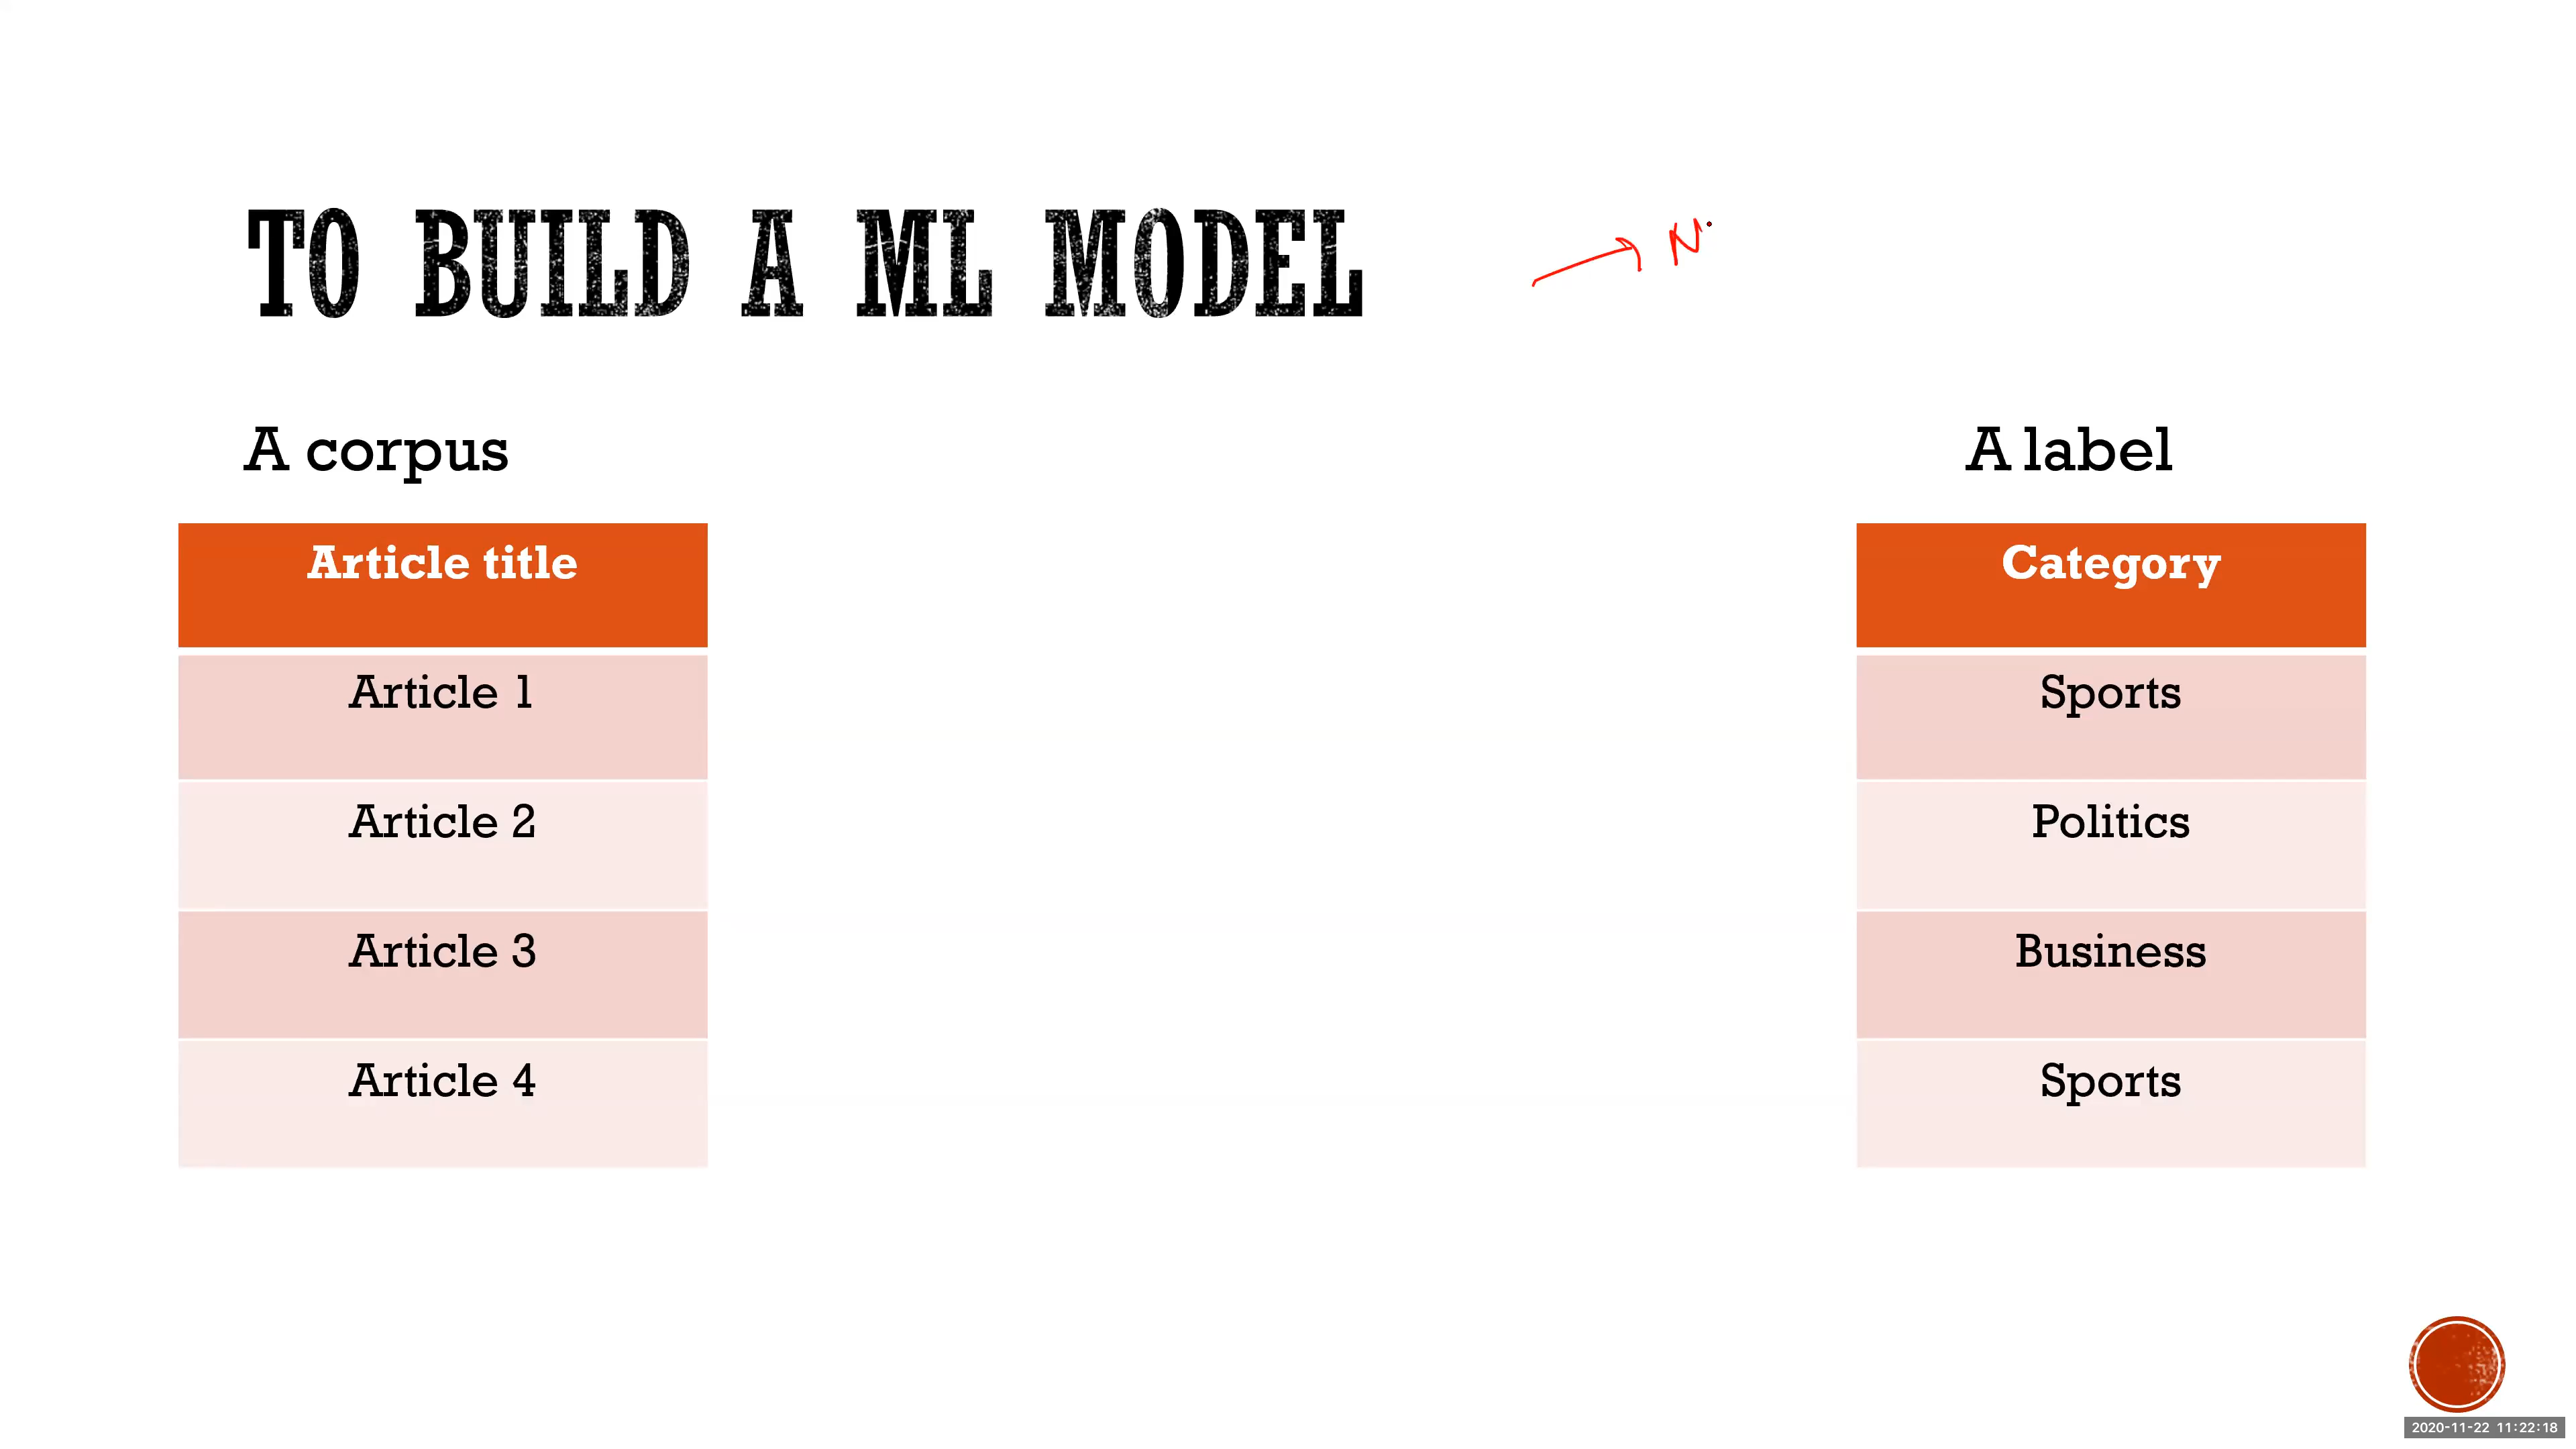 TO BUILD A ML MODEL
N
A corpus
A label
Article title
Category
Article 1
Sports
Article 2
Politics
Article 3
Business
Article 4
Sports
2020-11-22 11:22:18